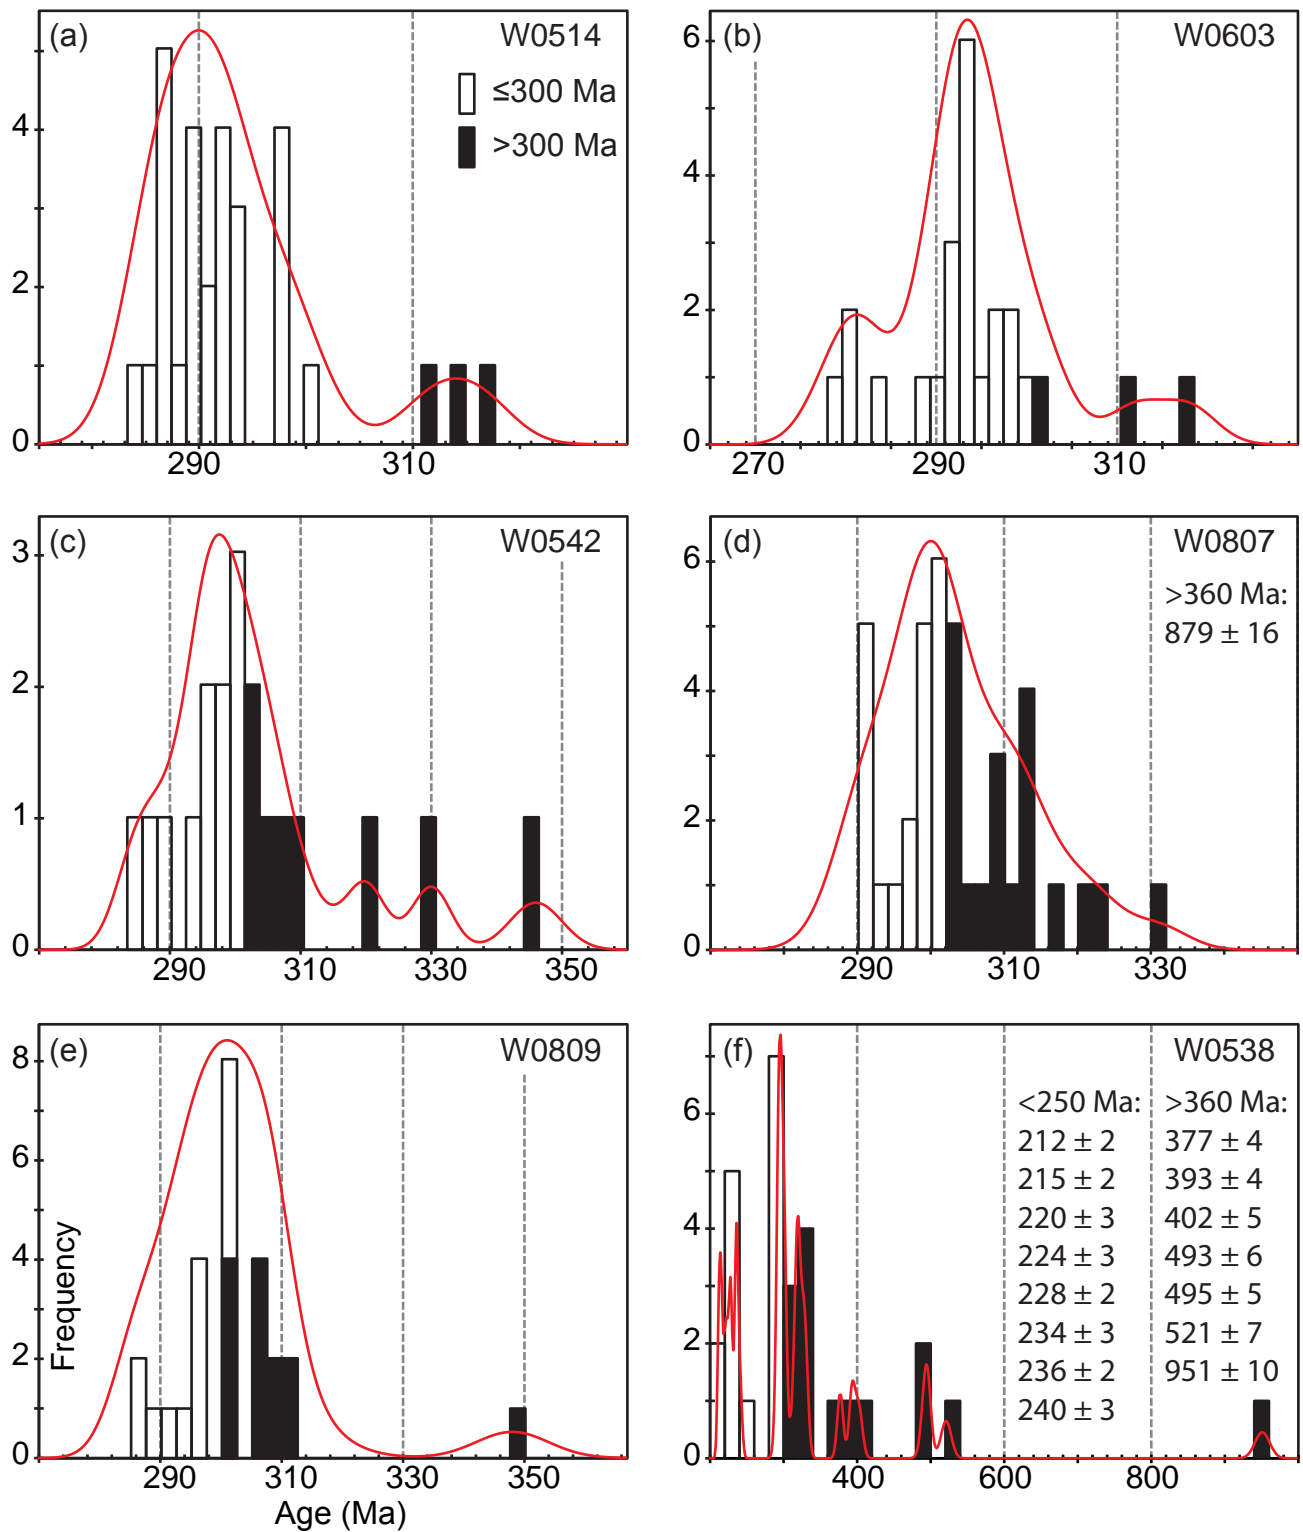 (a) W0514
≤300 Ma
>300 Ma
4
2
0
290 310
(b) W0603
6
4
2
0
270 290 310
(c) W0542
3
2
1
0
290 310 330 350
(d) W0807
>360 Ma:
879 ± 16
6
4
2
0
290 310 330
(e) W0809
8
6
4
2
0
Frequency
290 310 330 350
Age (Ma)
(f) W0538
<250 Ma: >360 Ma:
212 ± 2 377 ± 4
215 ± 2 393 ± 4
220 ± 3 402 ± 5
224 ± 3 493 ± 6
228 ± 2 495 ± 5
234 ± 3 521 ± 7
236 ± 2 951 ± 10
240 ± 3
6
4
2
0
400 600 800